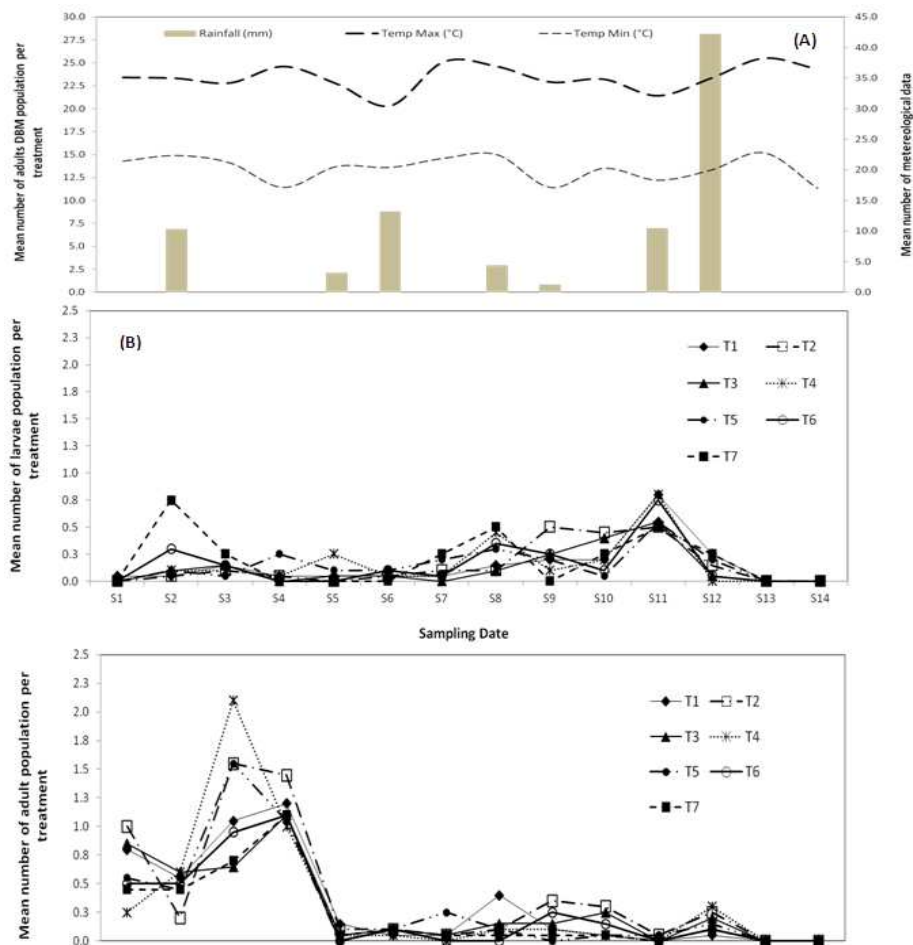 Mean number of adults DBM population per treatment
30.0
27.5
25.0
22.5
20.0
17.5
15.0
12.5
10.0
7.5
5.0
2.5
0.0
Rainfall (mm)
Temp Max (°C)
Temp Min (°C)
(A)
45.0
40.0
35.0
30.0
25.0
20.0
15.0
10.0
5.0
0.0
Mean number of metereological data
Mean number of larvae population per treatment
2.5
2.3
2.0
1.8
1.5
1.3
1.0
0.8
0.5
0.3
0.0
(B)
T1
T2
T3
T4
T5
T6
T7
S1
S2
S3
S4
S5
S6
S7
S8
S9
S10
S11
S12
S13
S14
Sampling Date
Mean number of adult population per treatment
2.5
2.3
2.0
1.8
1.5
1.3
1.0
0.8
0.5
0.3
0.0
T1
T2
T3
T4
T5
T6
T7